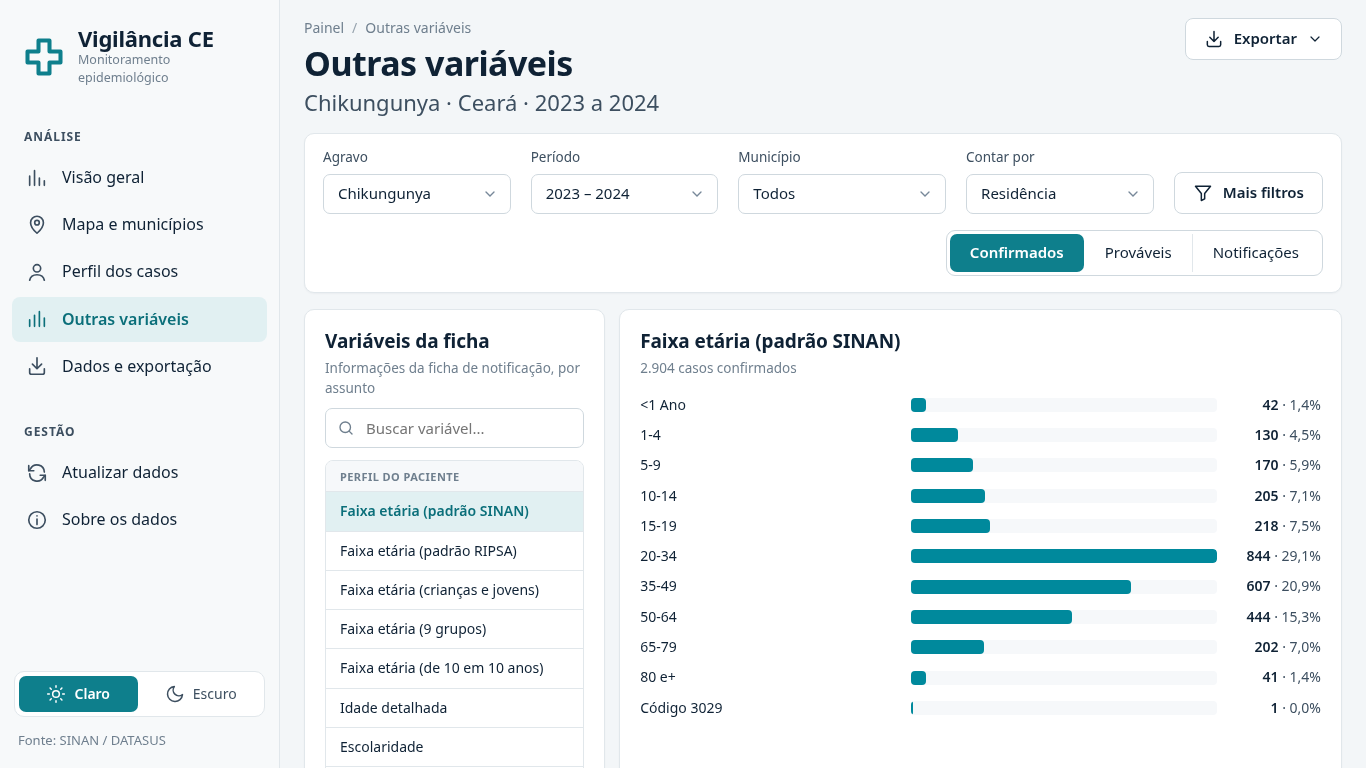 Vigilância CE
Monitoramento
epidemiológico
ANÁLISE
Visão geral
Mapa e municípios
Perfil dos casos
Outras variáveis
Dados e exportação
GESTÃO
Atualizar dados
Sobre os dados
Claro
Escuro
Fonte: SINAN / DATASUS
Painel / Outras variáveis
Exportar
Outras variáveis
Chikungunya · Ceará · 2023 a 2024
Agravo
Período
Município
Contar por
Chikungunya
2023 – 2024
Todos
Residência
Mais filtros
Confirmados
Prováveis
Notificações
Variáveis da ficha
Informações da ficha de notificação, por
assunto
Buscar variável...
PERFIL DO PACIENTE
Faixa etária (padrão SINAN)
Faixa etária (padrão RIPSA)
Faixa etária (crianças e jovens)
Faixa etária (9 grupos)
Faixa etária (de 10 em 10 anos)
Idade detalhada
Escolaridade
Faixa etária (padrão SINAN)
2.904 casos confirmados
<1 Ano 42 · 1,4%
1-4 130 · 4,5%
5-9 170 · 5,9%
10-14 205 · 7,1%
15-19 218 · 7,5%
20-34 844 · 29,1%
35-49 607 · 20,9%
50-64 444 · 15,3%
65-79 202 · 7,0%
80 e+ 41 · 1,4%
Código 3029 1 · 0,0%